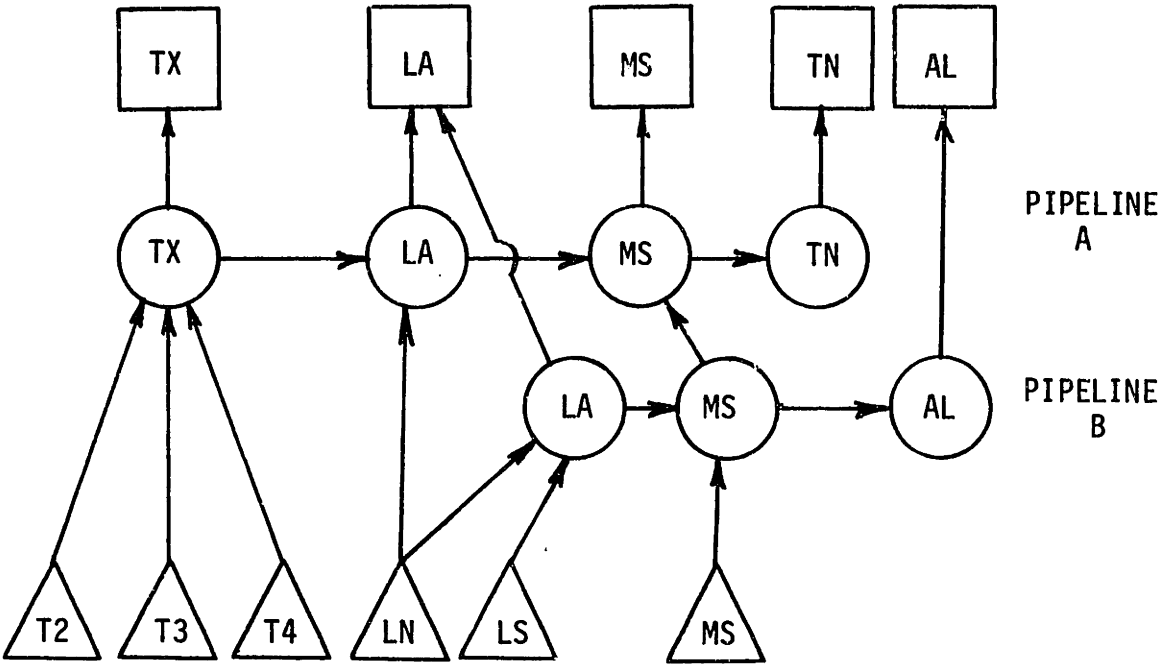 TX LA MS TN AL
TX LA MS TN
PIPELINE
A
LA MS AL
PIPELINE
B
T2 T3 T4 LN LS MS